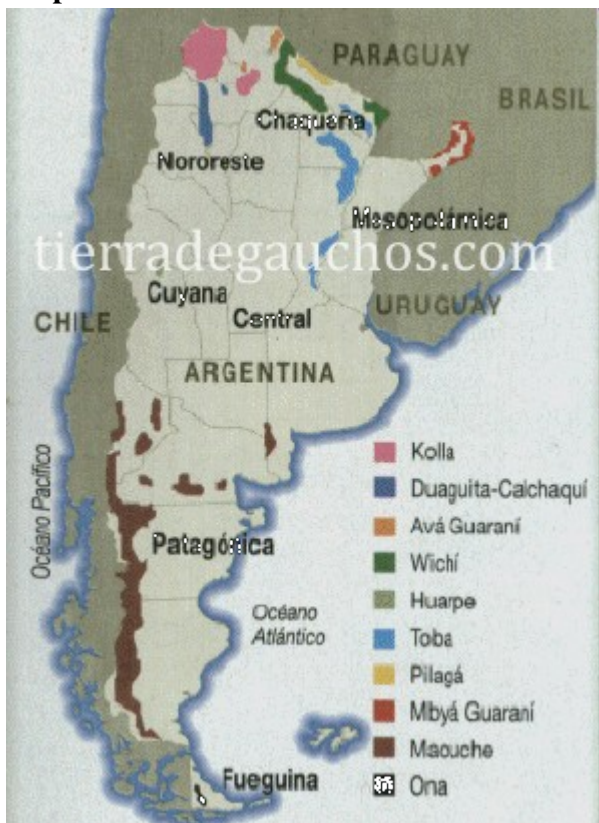 PARAGUAY
BRASIL
Chaqueña
Nororeste
Mesopotámica
tierradegauchos.com
Cuyana
URUGUAY
CHILE
Central
ARGENTINA
Kolla
Océano Pacífico
Duaguita-Calchaquí
Avá Guaraní
Patagónica
Wichí
Huarpe
Océano
Atlántico
Toba
Pilagá
Mbyá Guaraní
Maouche
Fueguina
Ona